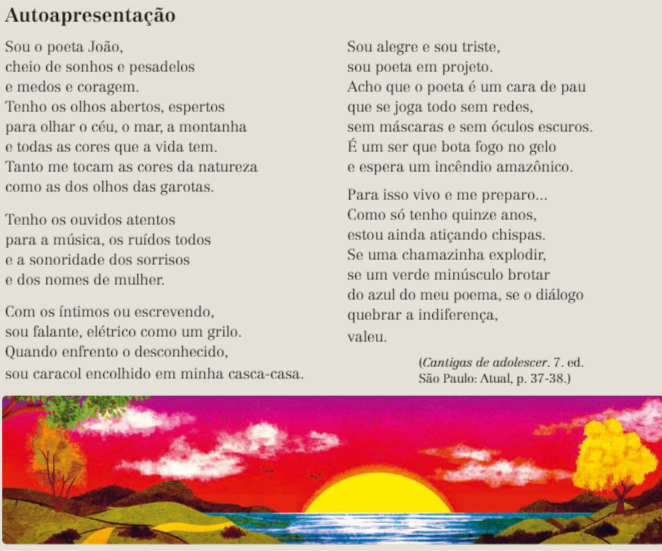 Autoapresentação
Sou o poeta João,
cheio de sonhos e pesadelos
e medos e coragem.
Tenho os olhos abertos, espertos
para olhar o céu, o mar, a montanha
e todas as cores que a vida tem.
Tanto me tocam as cores da natureza
como as dos olhos das garotas.
Tenho os ouvidos atentos
para a música, os ruídos todos
e a sonoridade dos sorrisos
e dos nomes de mulher.
Com os íntimos ou escrevendo,
sou falante, elétrico como um grilo.
Quando enfrento o desconhecido,
sou caracol encolhido em minha casca-casa.
Sou alegre e sou triste,
sou poeta em projeto.
Acho que o poeta é um cara de pau
que se joga todo sem redes,
sem máscaras e sem óculos escuros.
É um ser que bota fogo no gelo
e espera um incêndio amazônico.
Para isso vivo e me preparo...
Como só tenho quinze anos,
estou ainda atiçando chispas.
Se uma chamazinha explodir,
se um verde minúsculo brotar
do azul do meu poema, se o diálogo
quebrar a indiferença,
valeu.
(Cantigas de adolescer. 7. ed.
São Paulo: Atual, p. 37-38.)